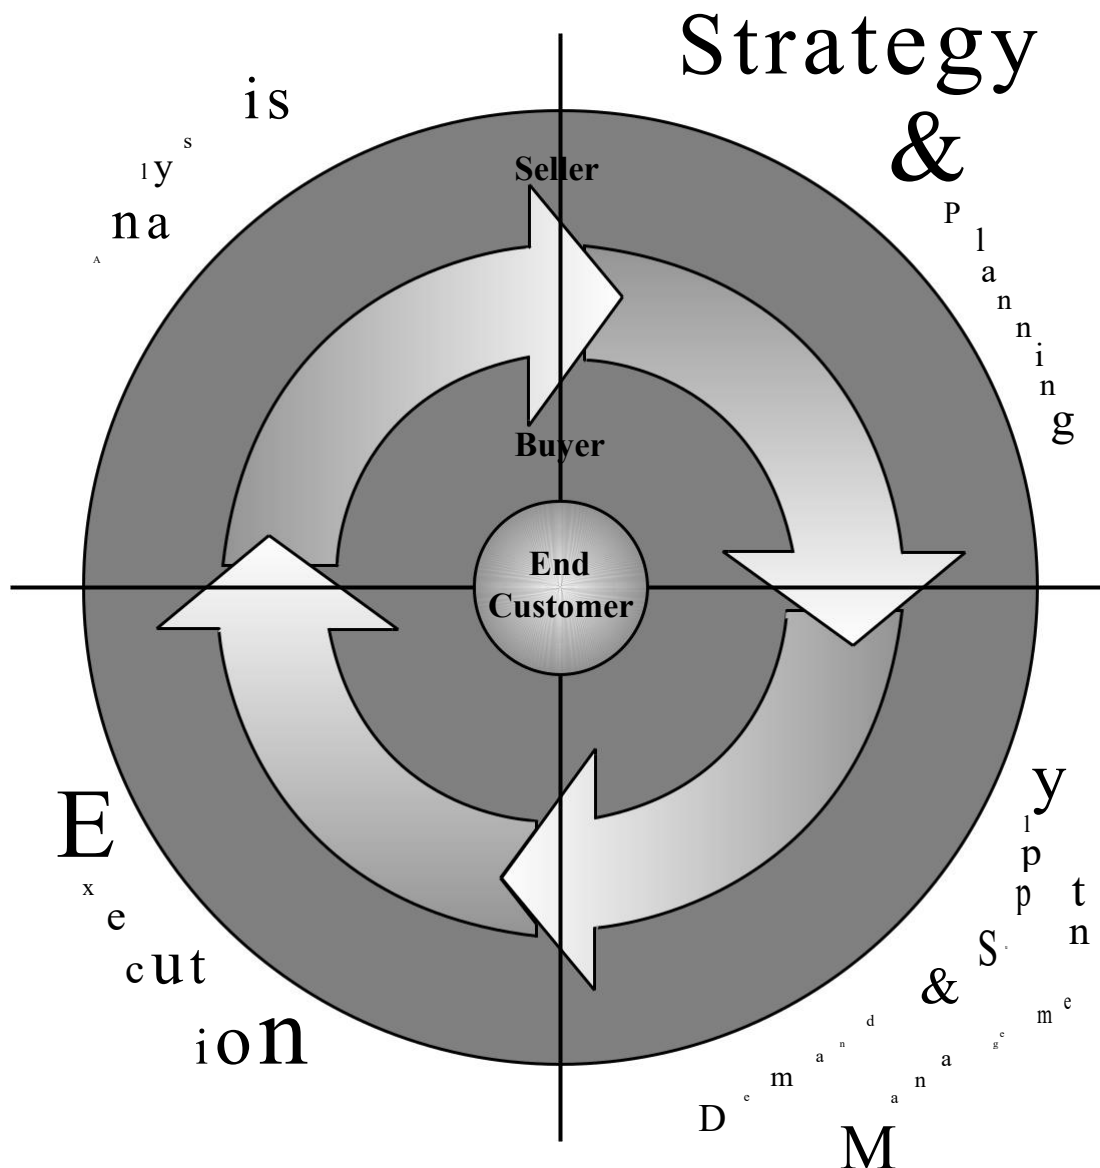 Strategy
&
Planning
Analysis
Seller
Buyer
End
Customer
Execution
Demand & Supply
Management